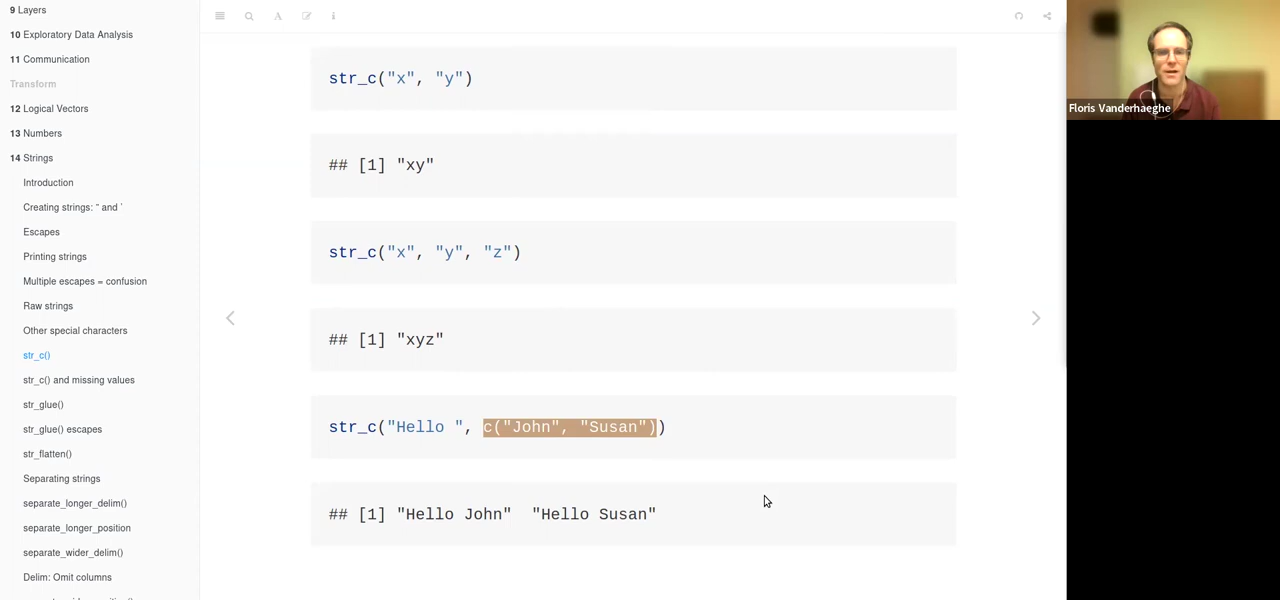 9 Layers
10 Exploratory Data Analysis
11 Communication
Transform
12 Logical Vectors
13 Numbers
14 Strings
Introduction
Creating strings: " and '
Escapes
Printing strings
Multiple escapes = confusion
Raw strings
Other special characters
str_c()
str_c() and missing values
str_glue()
str_glue() escapes
str_flatten()
Separating strings
separate_longer_delim()
separate_longer_position
separate_wider_delim()
Delim: Omit columns
str_c("x", "y")
## [1] "xy"
str_c("x", "y", "z")
## [1] "xyz"
str_c("Hello ", c("John", "Susan"))
## [1] "Hello John"  "Hello Susan"
Floris Vanderhaeghe